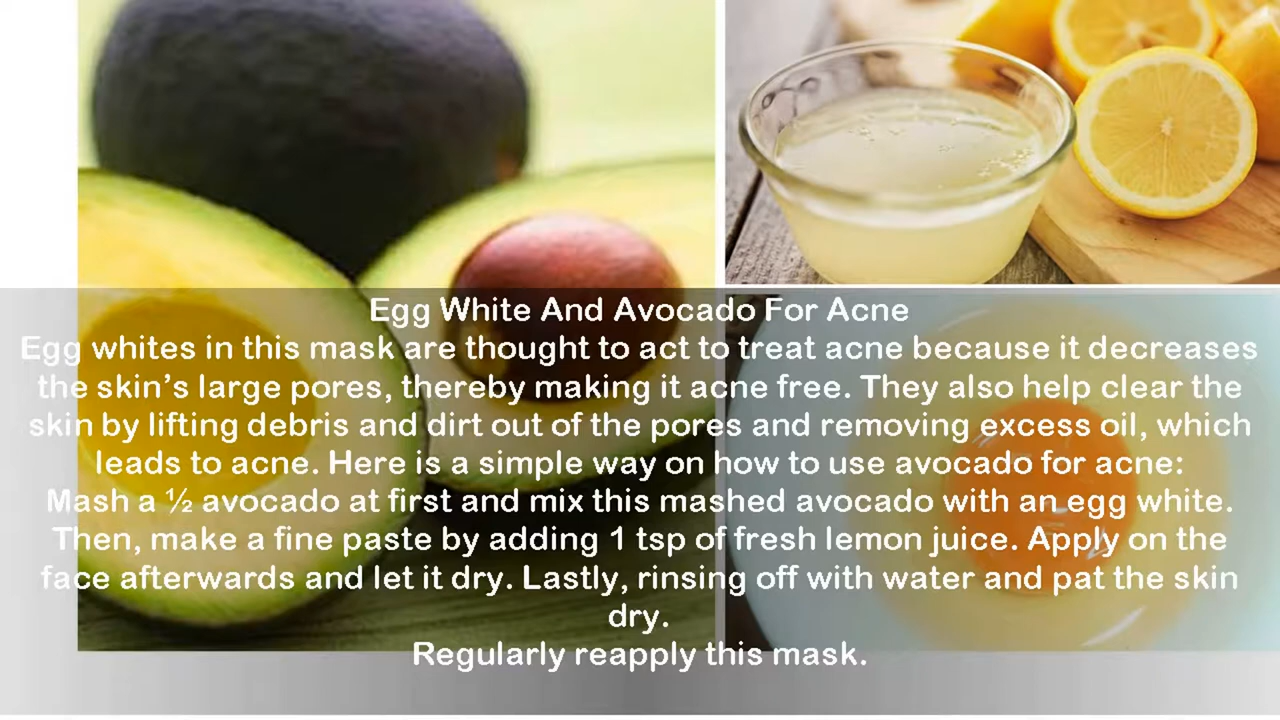 Egg White And Avocado For Acne
Egg whites in this mask are thought to act to treat acne because it decreases
the skin’s large pores, thereby making it acne free. They also help clear the
skin by lifting debris and dirt out of the pores and removing excess oil, which
leads to acne. Here is a simple way on how to use avocado for acne:
Mash a ½ avocado at first and mix this mashed avocado with an egg white.
Then, make a fine paste by adding 1 tsp of fresh lemon juice. Apply on the
face afterwards and let it dry. Lastly, rinsing off with water and pat the skin
dry.
Regularly reapply this mask.